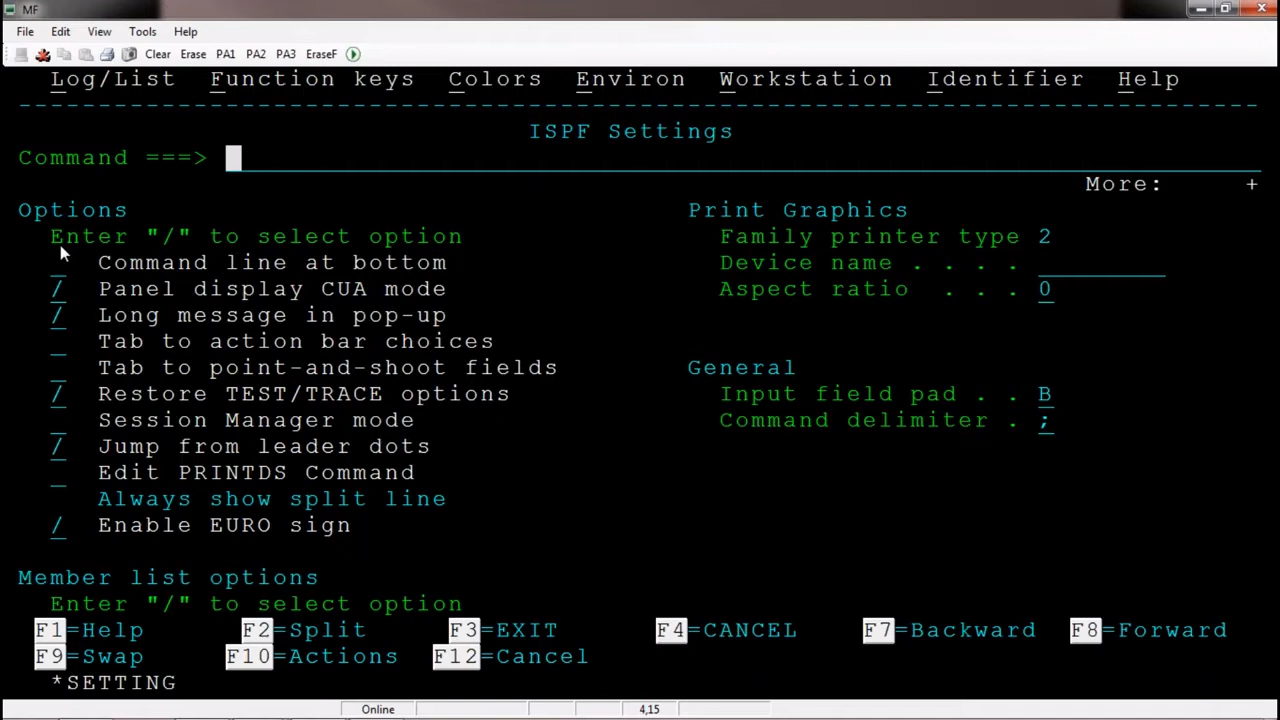 MF
File Edit View Tools Help
Clear Erase PA1 PA2 PA3 EraseF
Log/List Function keys Colors Environ Workstation Identifier Help
ISPF Settings
Command ===>
More: +
Options
Enter "/" to select option
Command line at bottom
/ Panel display CUA mode
/ Long message in pop-up
Tab to action bar choices
Tab to point-and-shoot fields
/ Restore TEST/TRACE options
Session Manager mode
/ Jump from leader dots
Edit PRINTDS Command
Always show split line
/ Enable EURO sign
Print Graphics
Family printer type 2
Device name . . . .
Aspect ratio . . . 0
General
Input field pad . . B
Command delimiter . ;
Member list options
Enter "/" to select option
F1=Help F2=Split F3=EXIT F4=CANCEL F7=Backward F8=Forward
F9=Swap F10=Actions F12=Cancel
*SETTING
Online 4,15